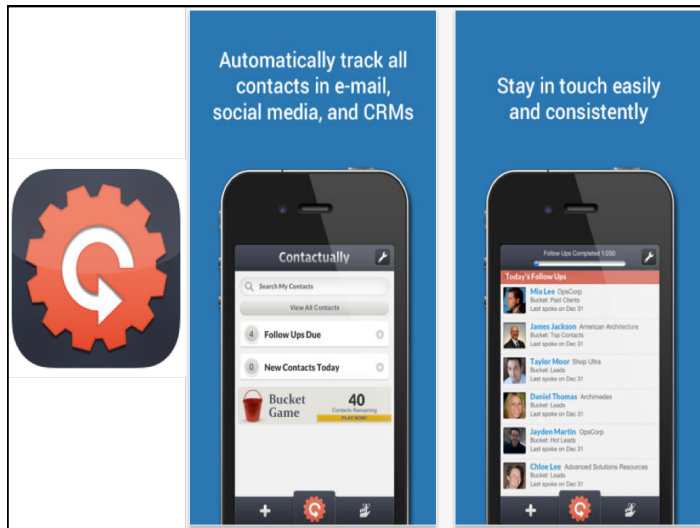 Automatically track all
contacts in e-mail,
social media, and CRMs
Contactually
Search My Contacts
View All Contacts
4 Follow Ups Due
0 New Contacts Today
Bucket
Game
40
Contacts Remaining
PLAY NOW!
Stay in touch easily
and consistently
Follow Ups Completed 1/200
Today's Follow Ups
Mia Lee OpsCorp
Bucket: Past Clients
Last spoke on Dec 31
James Jackson American Architecture
Bucket: Top Contacts
Last spoke on Dec 31
Taylor Moor Shop Ultra
Bucket: Leads
Last spoke on Dec 31
Daniel Thomas Archimedes
Bucket: Leads
Last spoke on Dec 31
Jayden Martin OpsCorp
Bucket: Hot Leads
Last spoke on Dec 31
Chloe Lee Advanced Solutions Resources
Bucket: Leads
Last spoke on Dec 31